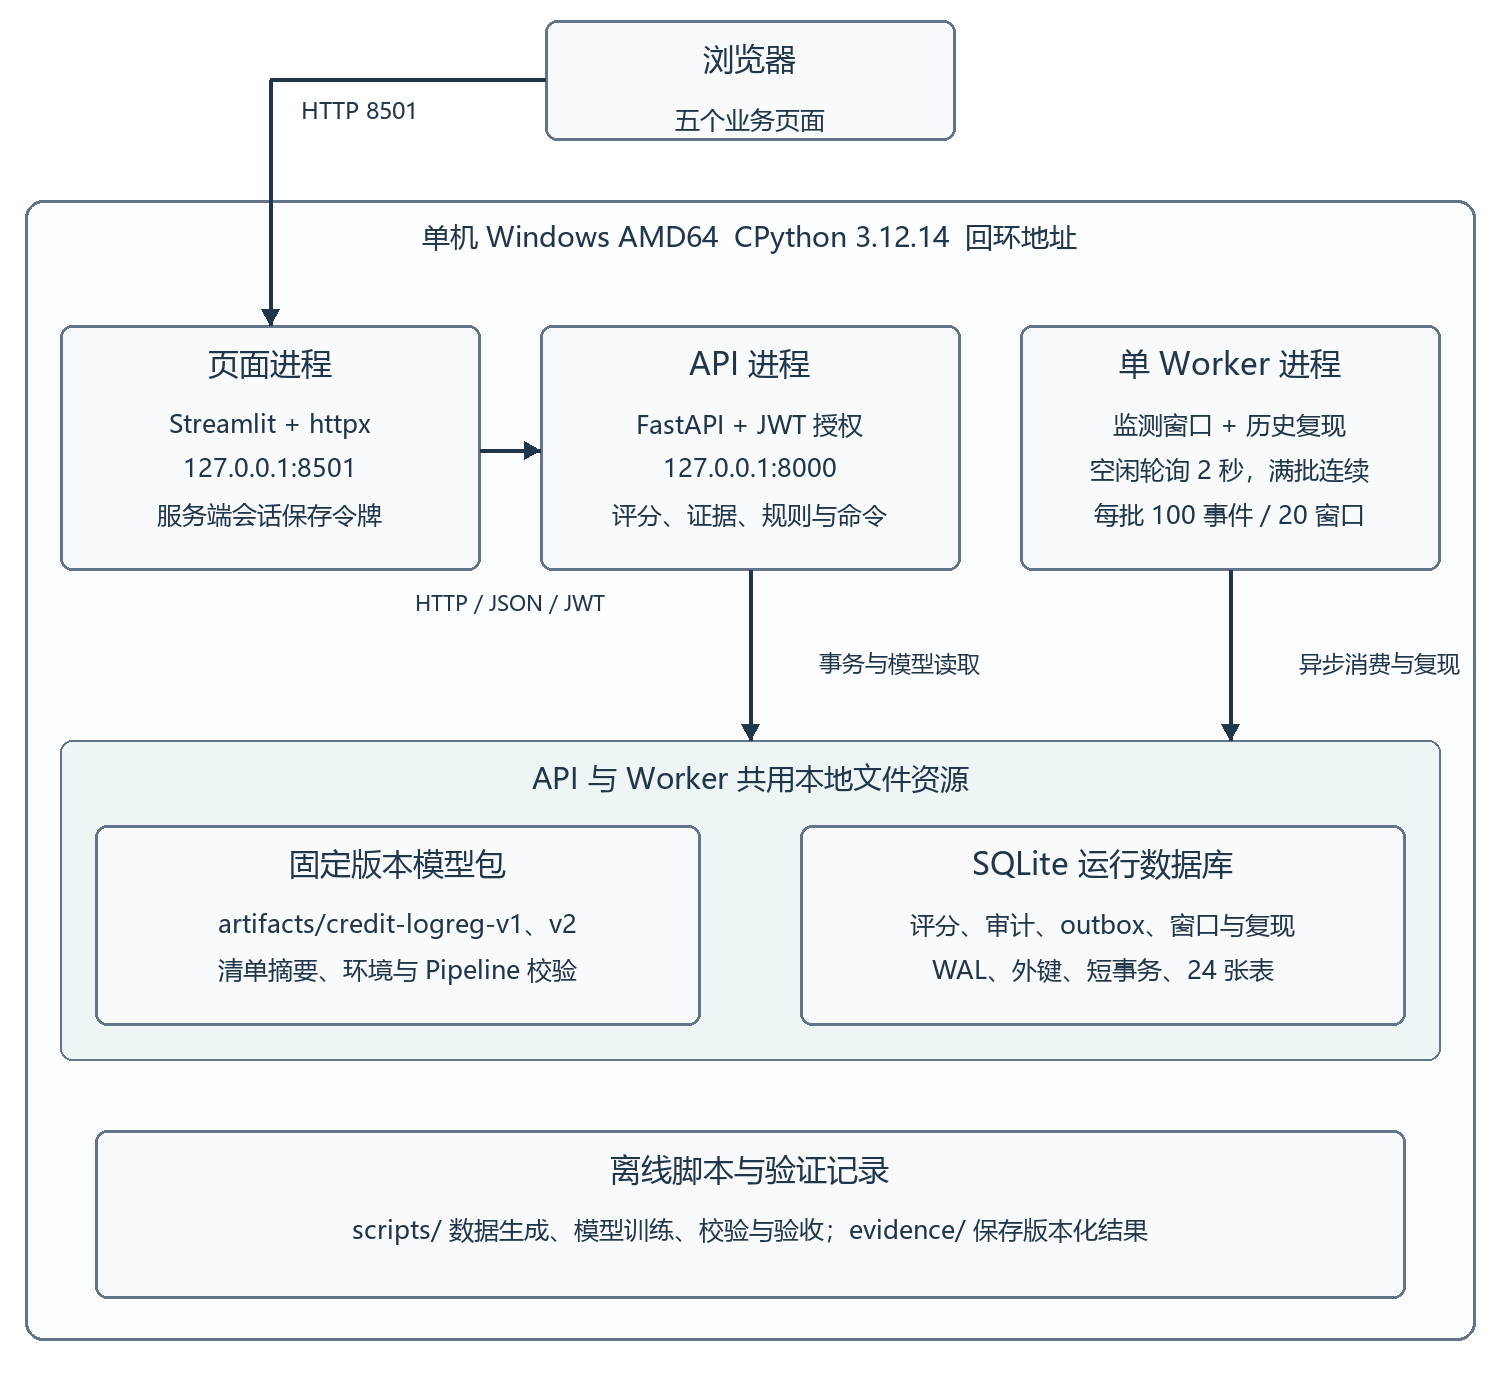 浏览器
五个业务页面
HTTP 8501
单机 Windows AMD64 CPython 3.12.14 回环地址
页面进程
Streamlit + httpx
127.0.0.1:8501
服务端会话保存令牌
API 进程
FastAPI + JWT 授权
127.0.0.1:8000
评分、证据、规则与命令
单 Worker 进程
监测窗口 + 历史复现
空闲轮询 2 秒，满批连续
每批 100 事件 / 20 窗口
HTTP / JSON / JWT
事务与模型读取
异步消费与复现
API 与 Worker 共用本地文件资源
固定版本模型包
artifacts/credit-logreg-v1、v2
清单摘要、环境与 Pipeline 校验
SQLite 运行数据库
评分、审计、outbox、窗口与复现
WAL、外键、短事务、24 张表
离线脚本与验证记录
scripts/ 数据生成、模型训练、校验与验收；evidence/ 保存版本化结果